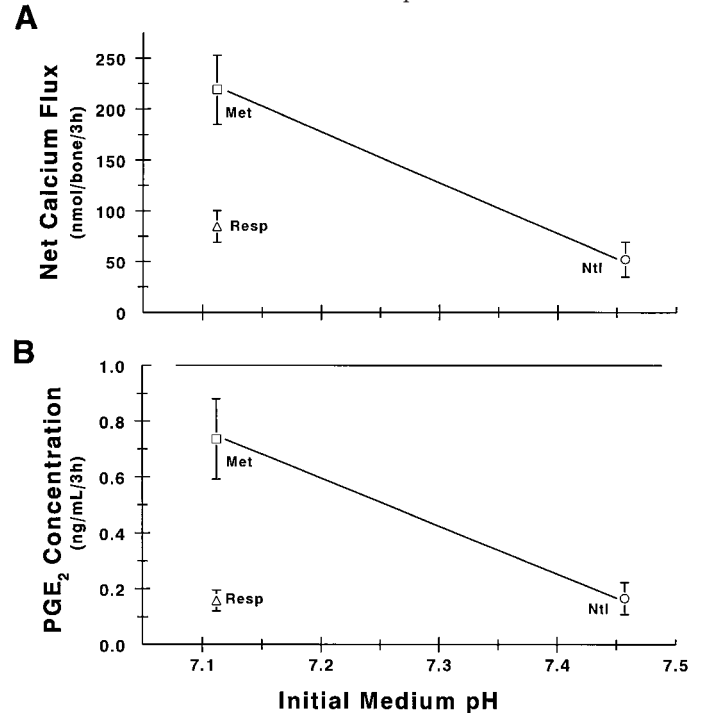 A
Net Calcium Flux
(nmol/bone/3h)
250
200
150
100
50
0
Met
Resp
Ntl
B
PGE2 Concentration
(ng/mL/3h)
1.0
0.8
0.6
0.4
0.2
0.0
Met
Resp
Ntl
7.1 7.2 7.3 7.4 7.5
Initial Medium pH